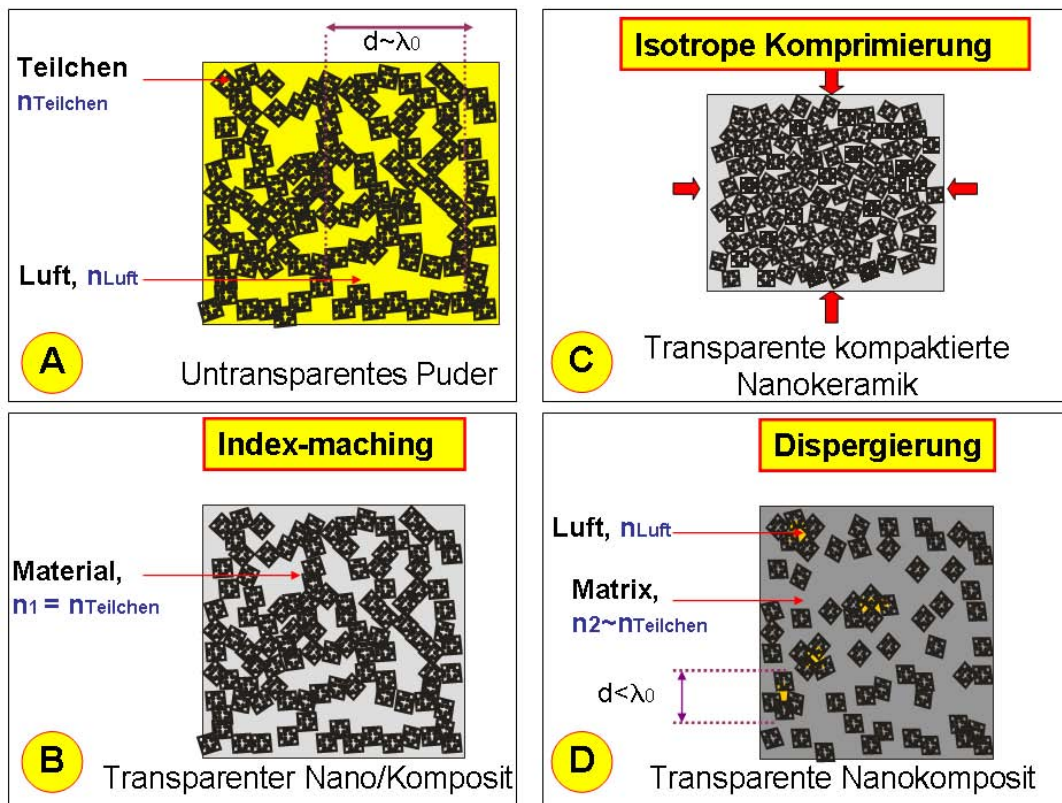 d~λ0
Teilchen
nTeilchen
Luft, nLuft
A
Untransparentes Puder
Isotrope Komprimierung
C
Transparente kompaktierte
Nanokeramik
Index-maching
Material,
n1 = nTeilchen
B
Transparenter Nano/Komposit
Dispergierung
Luft, nLuft
Matrix,
n2~nTeilchen
d<λ0
D
Transparente Nanokomposit